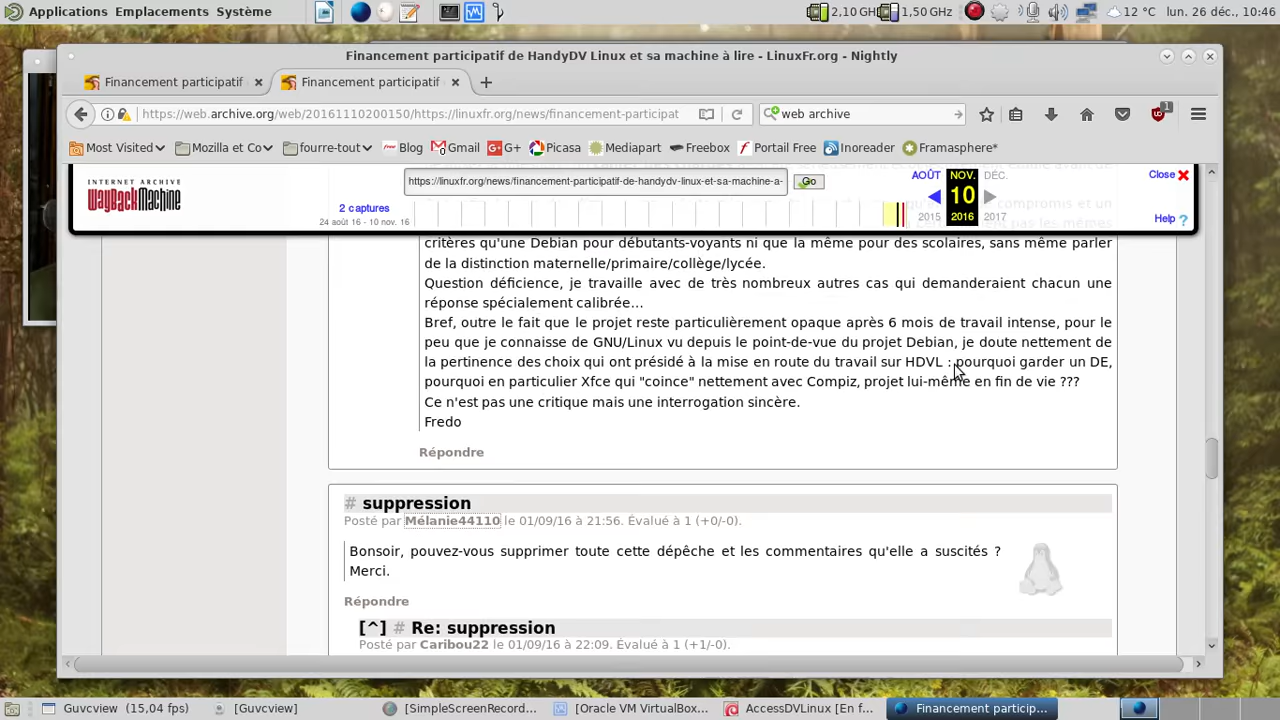 Applications Emplacements Système
2,10 GH
1,50 GHz
12 °C
lun. 26 déc., 10:46
Financement participatif de HandyDV Linux et sa machine à lire - LinuxFr.org - Nightly
Financement participatif
Financement participatif
https://web.archive.org/web/20161110200150/https://linuxfr.org/news/financement-participat
web archive
1
Most Visited
Mozilla et Co
fourre-tout
Blog
Gmail
G+
Picasa
Mediapart
Freebox
Portail Free
Inoreader
Framasphère*
INTERNET ARCHIVE
WayBackMachine
https://linuxfr.org/news/financement-participatif-de-handydv-linux-et-sa-machine-a-
Go
AOÛT
NOV.
DÉC.
Close
2 captures
10
24 août 16 - 10 nov. 16
2015
2016
2017
Help ?
critères qu'une Debian pour débutants-voyants ni que la même pour des scolaires, sans même parler
de la distinction maternelle/primaire/collège/lycée.
Question déficience, je travaille avec de très nombreux autres cas qui demanderaient chacun une
réponse spécialement calibrée…
Bref, outre le fait que le projet reste particulièrement opaque après 6 mois de travail intense, pour le
peu que je connaisse de GNU/Linux vu depuis le point-de-vue du projet Debian, je doute nettement de
la pertinence des choix qui ont présidé à la mise en route du travail sur HDVL : pourquoi garder un DE,
pourquoi en particulier Xfce qui "coince" nettement avec Compiz, projet lui-même en fin de vie ???
Ce n'est pas une critique mais une interrogation sincère.
Fredo
Répondre
# suppression
Posté par Mélanie44110 le 01/09/16 à 21:56. Évalué à 1 (+0/-0).
Bonsoir, pouvez-vous supprimer toute cette dépêche et les commentaires qu'elle a suscités ?
Merci.
Répondre
[^] # Re: suppression
Posté par Caribou22 le 01/09/16 à 22:09. Évalué à 1 (+1/-0).
Guvcview (15,04 fps)
[Guvcview]
[SimpleScreenRecord...
[Oracle VM VirtualBox...
AccessDVLinux [En f...
Financement particip...